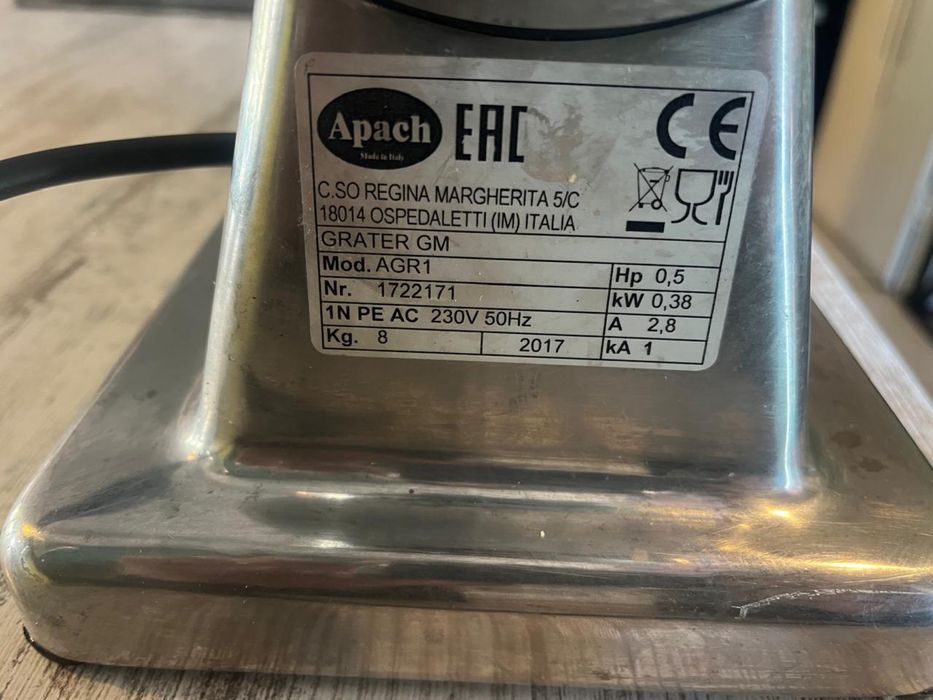 Apach
Made in Italy
EAC
CE
C.SO REGINA MARGHERITA 5/C
18014 OSPEDALETTI (IM) ITALIA
GRATER GM
Mod. AGR1
Hp 0,5
Nr. 1722171
kW 0,38
1N PE AC 230V 50Hz
A 2,8
Kg. 8
2017
kA 1